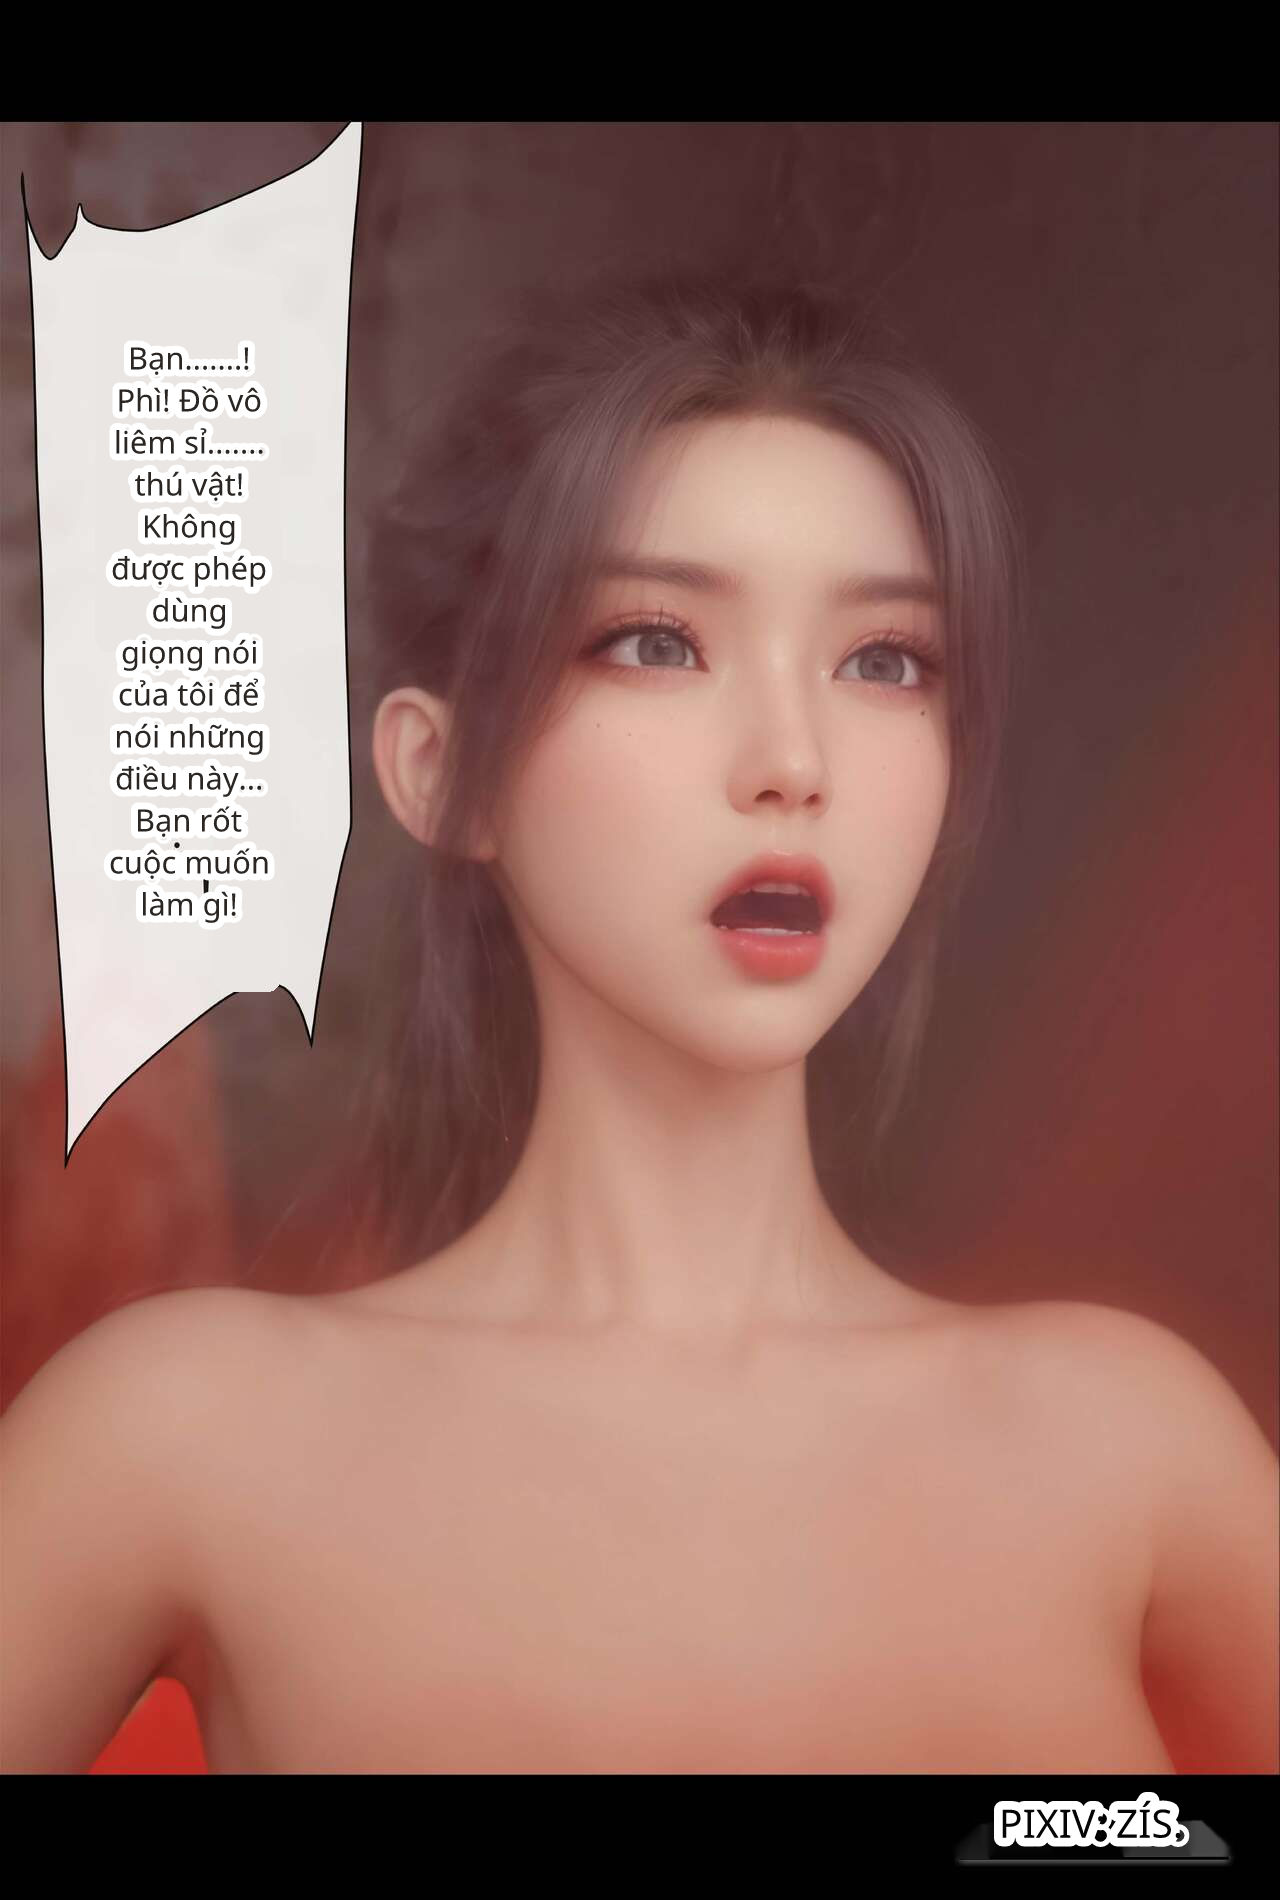 Bạn.......!
Phì! Đồ vô
liêm sỉ.......
thú vật!
Không
được phép
dùng
giọng nói
của tôi để
nói những
điều này...
Bạn rốt
cuộc muốn
làm gì!
PIXIV: ZÍS,